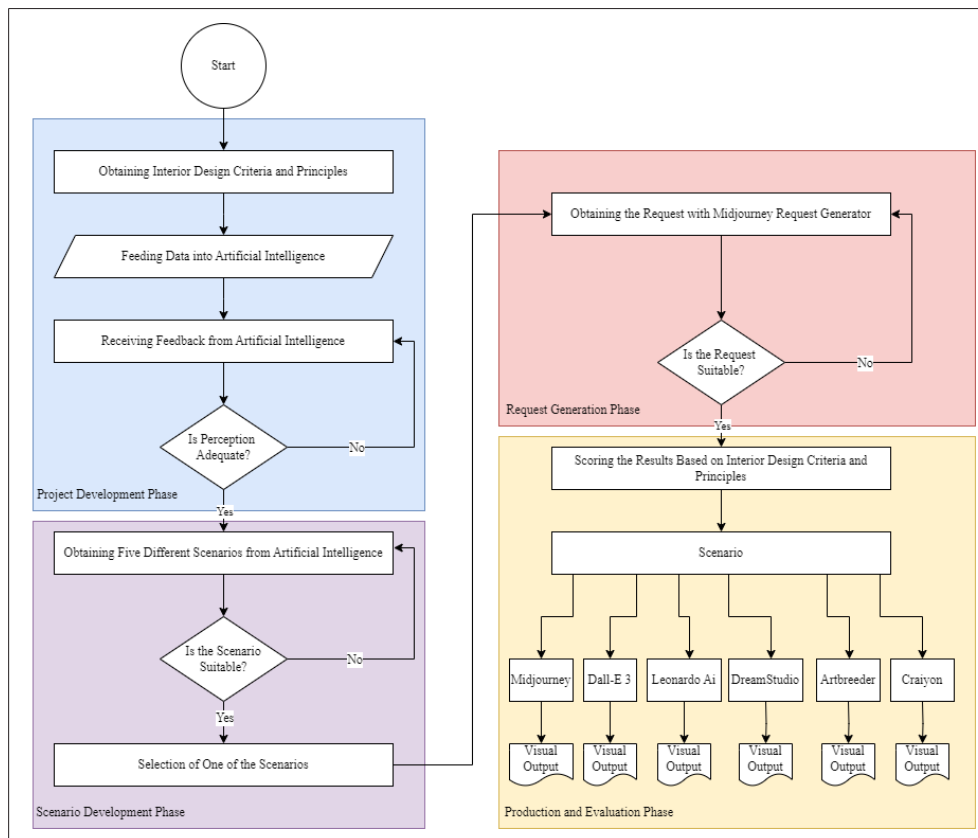 Start
Obtaining Interior Design Criteria and Principles
Feeding Data into Artificial Intelligence
Receiving Feedback from Artificial Intelligence
Is Perception
Adequate?
No
Project Development Phase
Yes
Obtaining Five Different Scenarios from Artificial Intelligence
Is the Scenario
Suitable?
No
Yes
Selection of One of the Scenarios
Scenario Development Phase
Obtaining the Request with Midjourney Request Generator
Is the Request
Suitable?
No
Request Generation Phase
Yes
Scoring the Results Based on Interior Design Criteria and
Principles
Scenario
Midjourney
Dall-E 3
Leonardo Ai
DreamStudio
Artbreeder
Craiyon
Visual
Output
Visual
Output
Visual
Output
Visual
Output
Visual
Output
Visual
Output
Production and Evaluation Phase